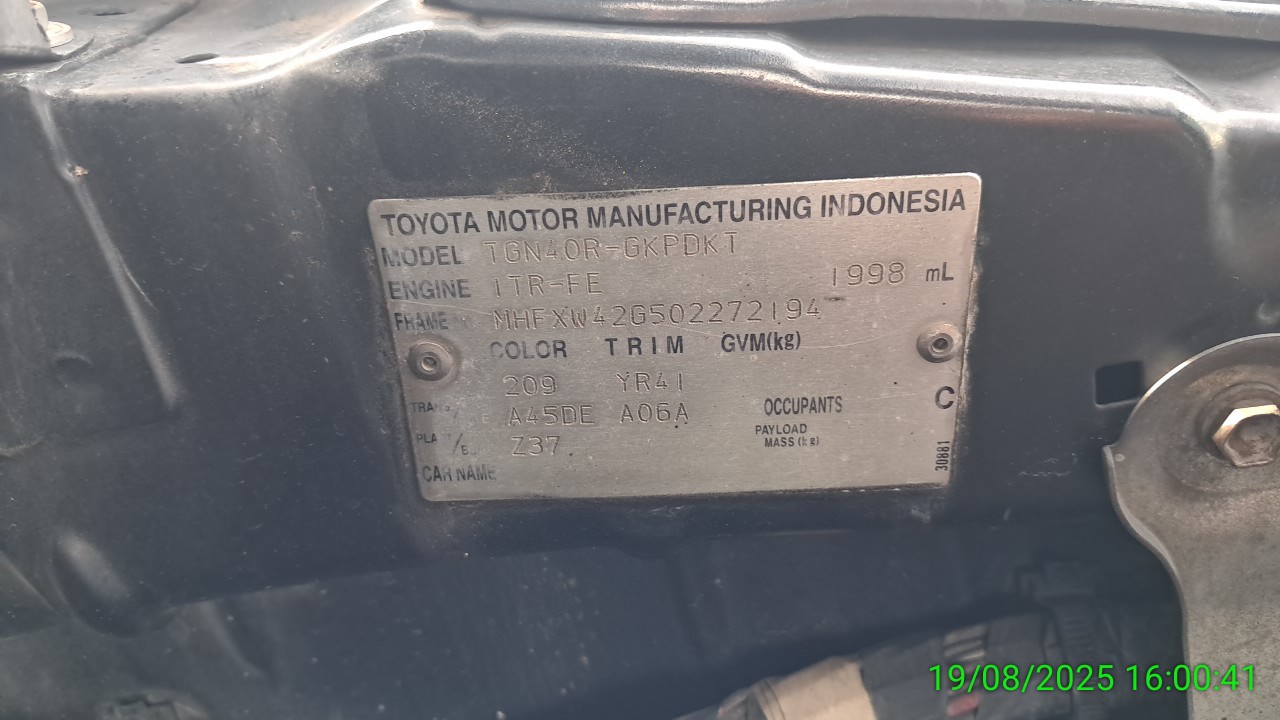 TOYOTA MOTOR MANUFACTURING INDONESIA
MODEL TGN40R-GKPDKT
ENGINE 1TR-FE 1998 mL
FRAME MHFXW42G502272194
COLOR TRIM GVM(kg)
209 YR41
A45DE A06A OCCUPANTS C
Z37. PAYLOAD
MASS (kg)
CAR NAME
30881
19/08/2025 16:00:41